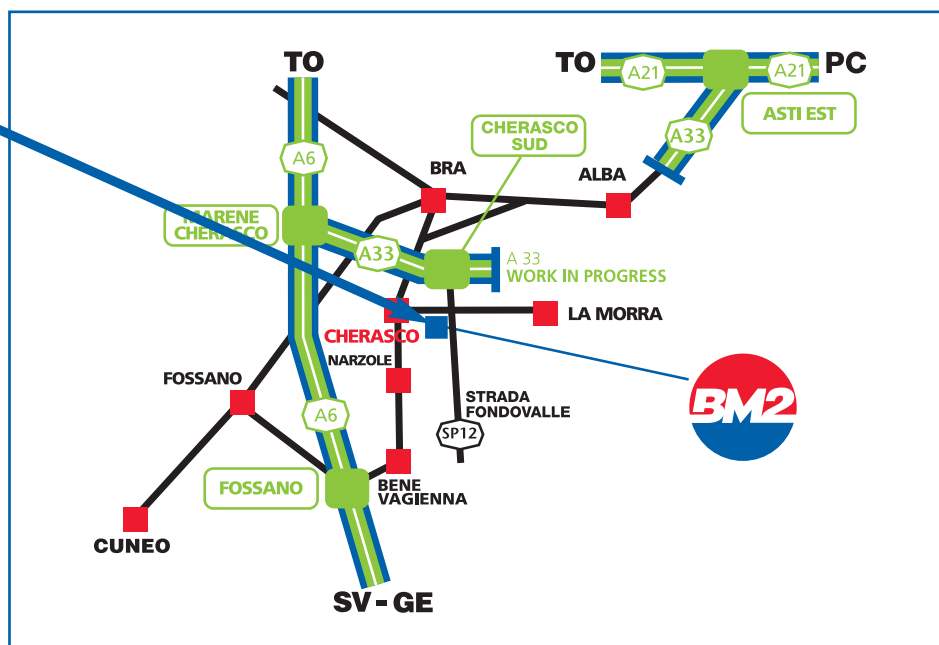 TO
TO
A21
A21
PC
ASTI EST
A33
CHERASCO
SUD
A6
BRA
ALBA
MARENE
CHERASCO
A33
A 33
WORK IN PROGRESS
LA MORRA
CHERASCO
NARZOLE
FOSSANO
A6
STRADA
FONDOVALLE
SP12
BM2
FOSSANO
BENE
VAGIENNA
CUNEO
SV - GE